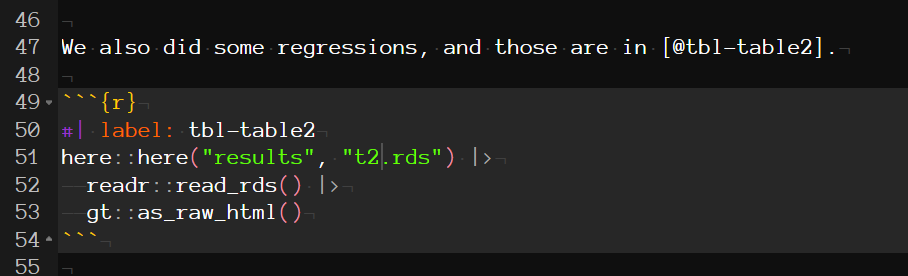 46
47 We also did some regressions, and those are in [@tbl-table2].
48
49 ```{r}
50 #| label: tbl-table2
51 here::here("results", "t2.rds") |>
52   readr::read_rds() |>
53   gt::as_raw_html()
54 ```
55